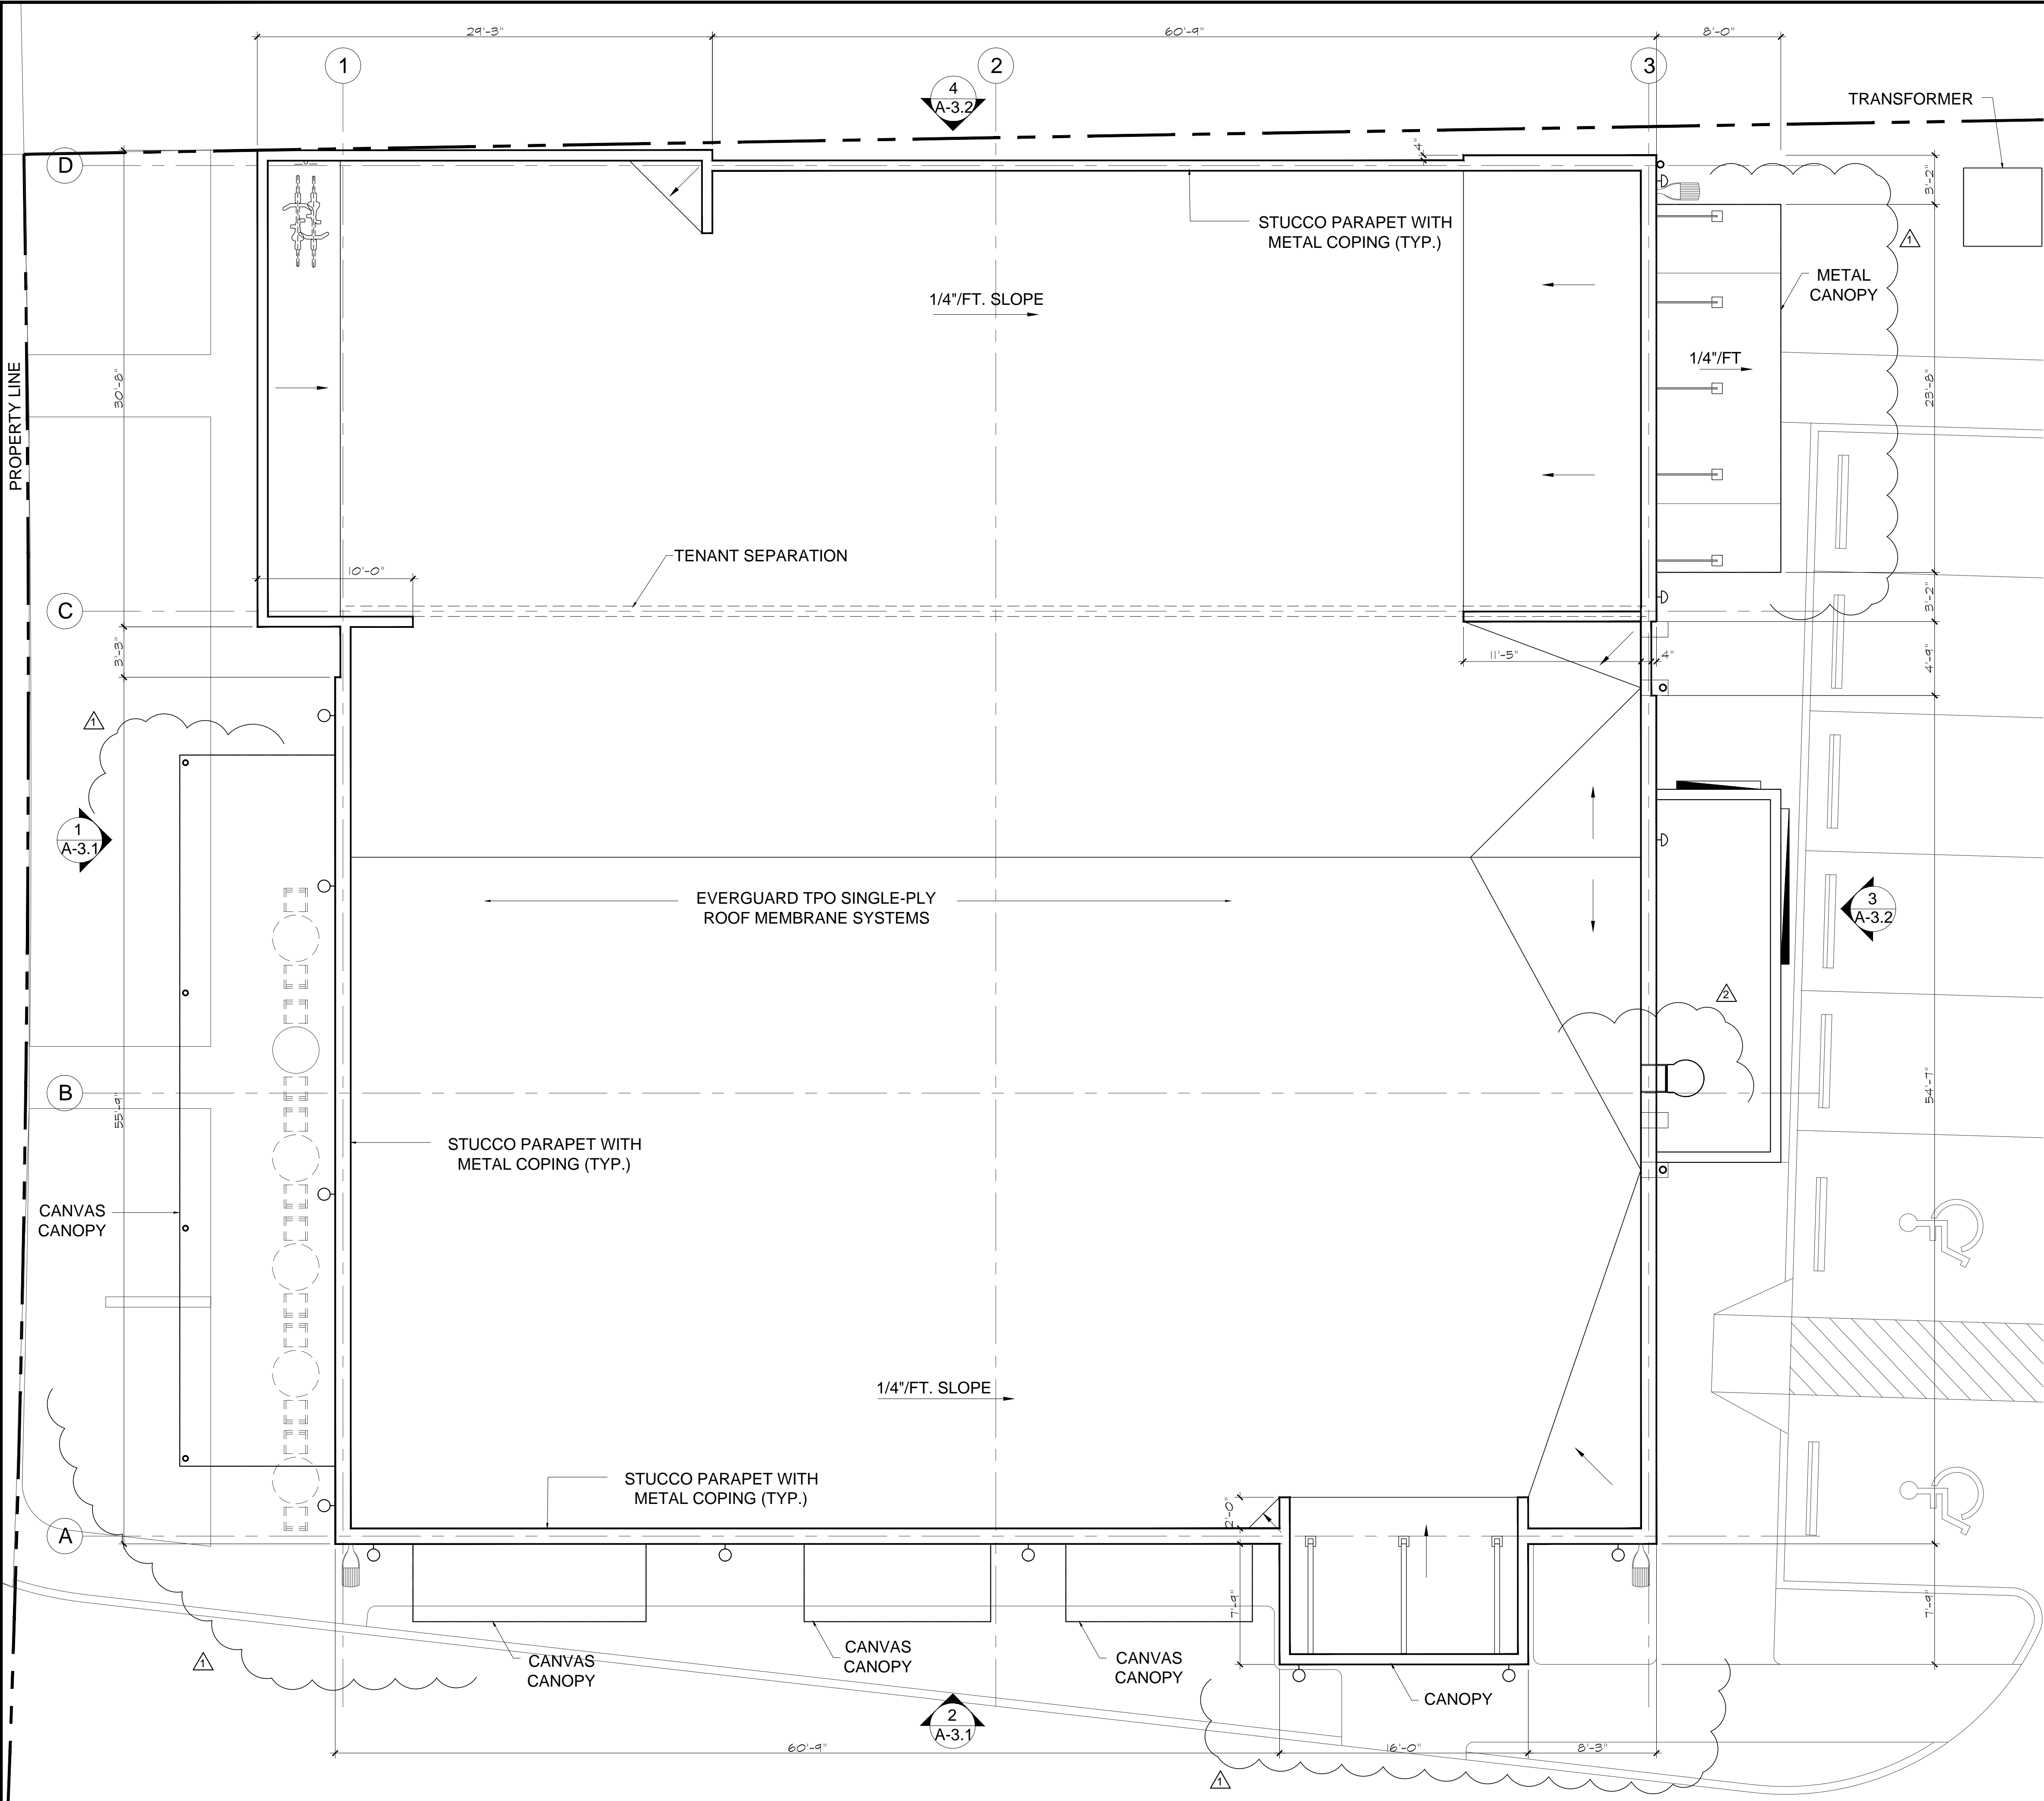 29'-3"
60'-9"
8'-0"
1
2
3
4
A-3.2
TRANSFORMER
D
4"
3'-2"
STUCCO PARAPET WITH
METAL COPING (TYP.)
1
METAL
CANOPY
1/4"/FT. SLOPE
1/4"/FT
PROPERTY LINE
30'-8"
23'-8"
TENANT SEPARATION
10'-0"
C
3'-2"
3'-3"
11'-5"
4"
4'-9"
1
1
A-3.1
EVERGUARD TPO SINGLE-PLY
ROOF MEMBRANE SYSTEMS
3
A-3.2
2
B
55'-9"
54'-7"
STUCCO PARAPET WITH
METAL COPING (TYP.)
CANVAS
CANOPY
1/4"/FT. SLOPE
STUCCO PARAPET WITH
METAL COPING (TYP.)
2'-0"
A
7'-9"
7'-9"
1
CANVAS
CANOPY
CANVAS
CANOPY
CANVAS
CANOPY
CANOPY
2
A-3.1
60'-9"
16'-0"
8'-3"
1